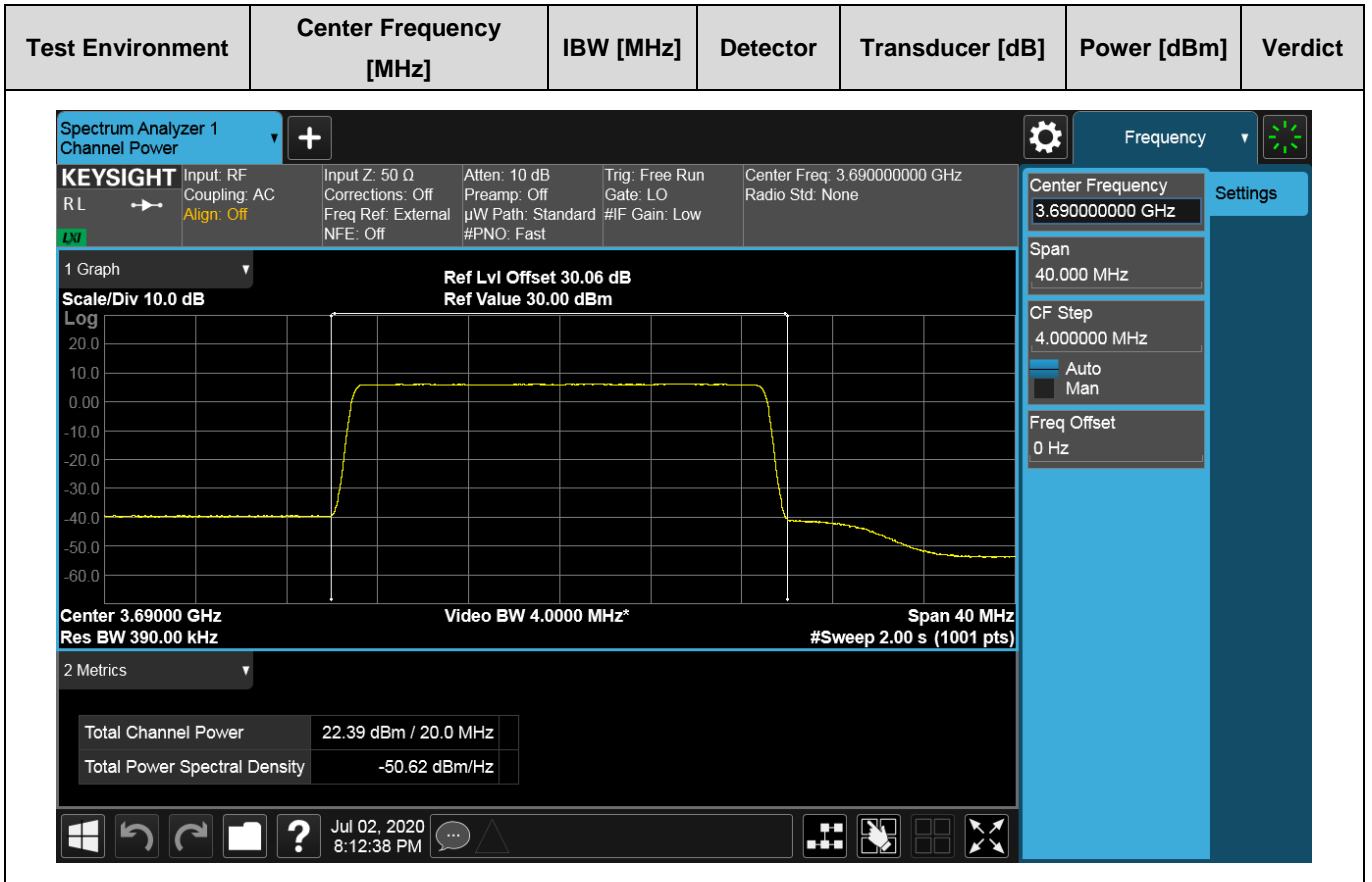 Test Environment
Center Frequency
[MHz]
IBW [MHz]
Detector
Transducer [dB]
Power [dBm]
Verdict
Spectrum Analyzer 1
Channel Power
Frequency
KEYSIGHT
RL
LXI
Input: RF
Coupling: AC
Align: Off
Input Z: 50 Ω
Corrections: Off
Freq Ref: External
NFE: Off
Atten: 10 dB
Preamp: Off
µW Path: Standard
#PNO: Fast
Trig: Free Run
Gate: LO
#IF Gain: Low
Center Freq: 3.690000000 GHz
Radio Std: None
Center Frequency
3.690000000 GHz
Settings
Span
40.000 MHz
CF Step
4.000000 MHz
Auto
Man
Freq Offset
0 Hz
1 Graph
Ref Lvl Offset 30.06 dB
Scale/Div 10.0 dB
Ref Value 30.00 dBm
Log
20.0
10.0
0.00
-10.0
-20.0
-30.0
-40.0
-50.0
-60.0
Center 3.69000 GHz
Video BW 4.0000 MHz*
Span 40 MHz
Res BW 390.00 kHz
#Sweep 2.00 s (1001 pts)
2 Metrics
Total Channel Power
22.39 dBm / 20.0 MHz
Total Power Spectral Density
-50.62 dBm/Hz
?
Jul 02, 2020
8:12:38 PM